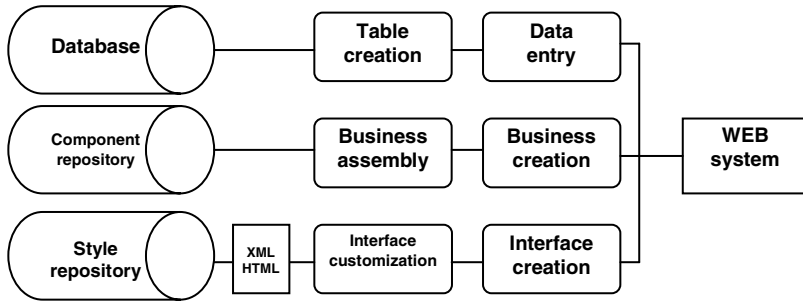 Database
Table
creation
Data
entry
Component
repository
Business
assembly
Business
creation
WEB
system
Style
repository
XML
HTML
Interface
customization
Interface
creation